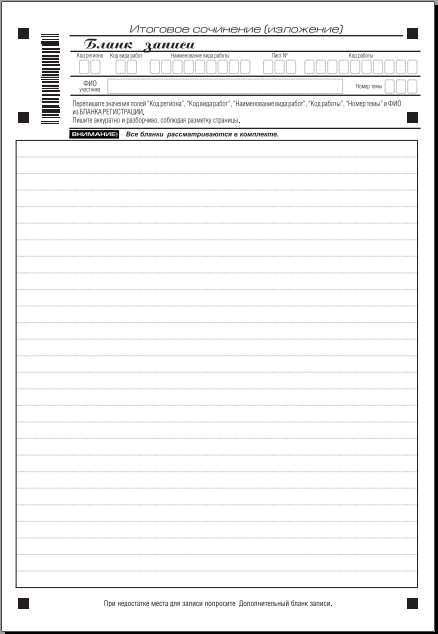 Итоговое сочинение (изложение)
Бланк записи
Код региона Код вида работ Наименование вида работы Лист № Код работы
ФИО участника Номер темы
Перепишите значения полей "Код региона", "Код вида работ", "Наименование вида работ", "Код работы", "Номер темы" и ФИО
из БЛАНКА РЕГИСТРАЦИИ.
Пишите аккуратно и разборчиво, соблюдая разметку страницы.
ВНИМАНИЕ! Все бланки рассматриваются в комплекте.
При недостатке места для записи попросите Дополнительный бланк записи.